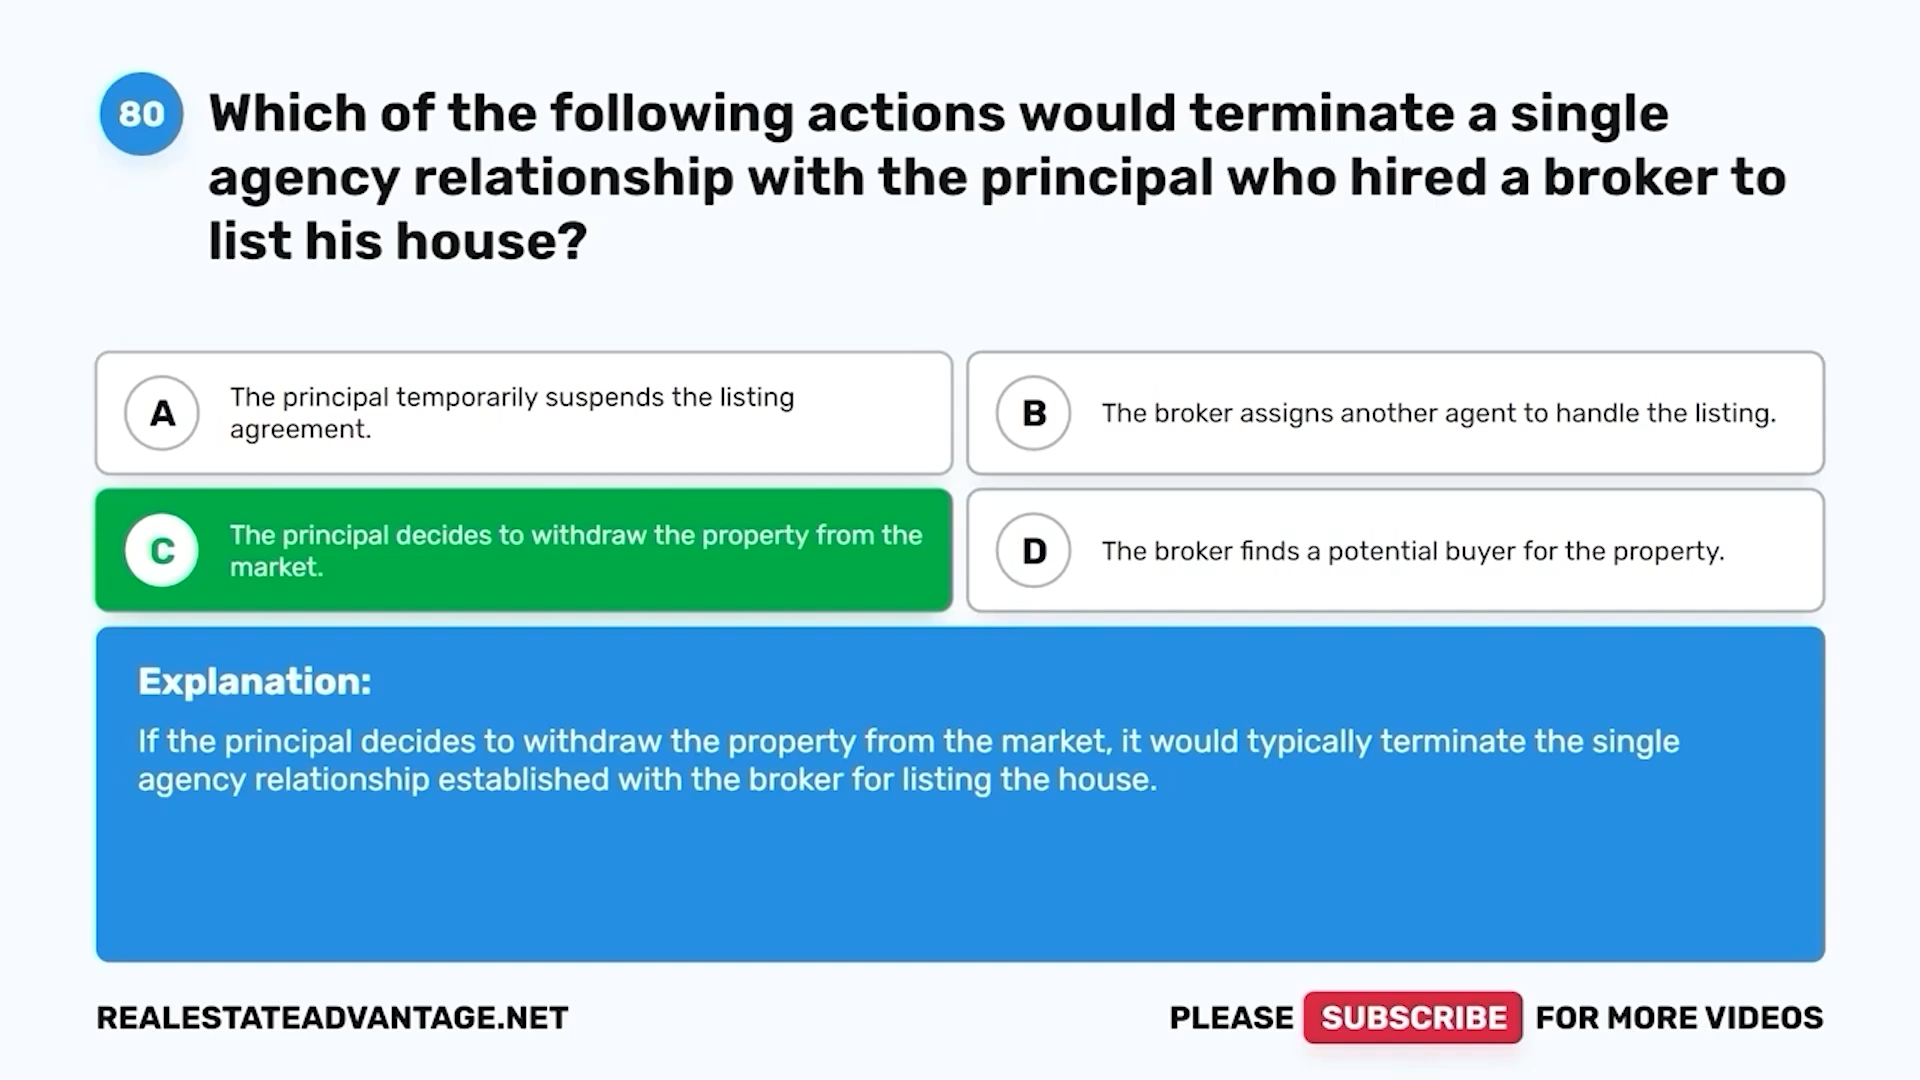 80
Which of the following actions would terminate a single
agency relationship with the principal who hired a broker to
list his house?
A
The principal temporarily suspends the listing
agreement.
B
The broker assigns another agent to handle the listing.
C
The principal decides to withdraw the property from the
market.
D
The broker finds a potential buyer for the property.
Explanation:
If the principal decides to withdraw the property from the market, it would typically terminate the single
agency relationship established with the broker for listing the house.
REALESTATEADVANTAGE.NET
PLEASE SUBSCRIBE FOR MORE VIDEOS